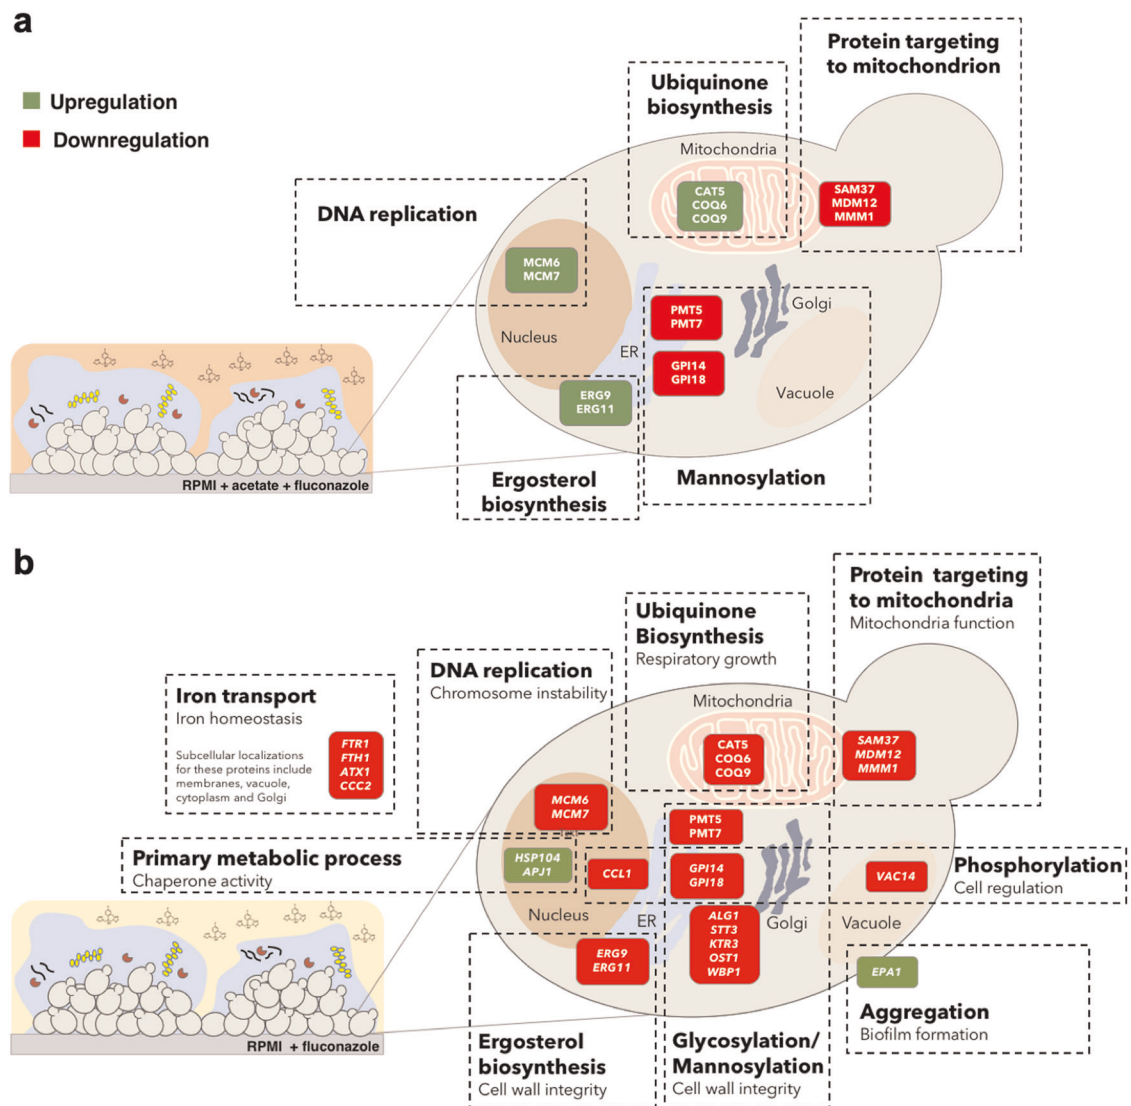 a
Upregulation
Downregulation
Protein targeting
to mitochondrion
Ubiquinone
biosynthesis
Mitochondria
CAT5
COQ6
COQ9
SAM37
MDM12
MMM1
DNA replication
MCM6
MCM7
Nucleus
ER
PMT5
PMT7
Golgi
GPI14
GPI18
Vacuole
ERG9
ERG11
Ergosterol
biosynthesis
Mannosylation
RPMI + acetate + fluconazole
b
Protein targeting
to mitochondria
Mitochondria function
Ubiquinone
Biosynthesis
Respiratory growth
DNA replication
Chromosome instability
Iron transport
Iron homeostasis
Subcellular localizations
for these proteins include
membranes, vacuole,
cytoplasm and Golgi
FTR1
FTH1
ATX1
CCC2
Mitochondria
CAT5
COQ6
COQ9
SAM37
MDM12
MMM1
MCM6
MCM7
PMT5
PMT7
Primary metabolic process
Chaperone activity
HSP104
APJ1
CCL1
GPI14
GPI18
VAC14
Phosphorylation
Cell regulation
Nucleus
ER
ALG1
STT3
KTR3
OST1
WBP1
Golgi
Vacuole
ERG9
ERG11
EPA1
Aggregation
Biofilm formation
Ergosterol
biosynthesis
Cell wall integrity
Glycosylation/
Mannosylation
Cell wall integrity
RPMI + fluconazole